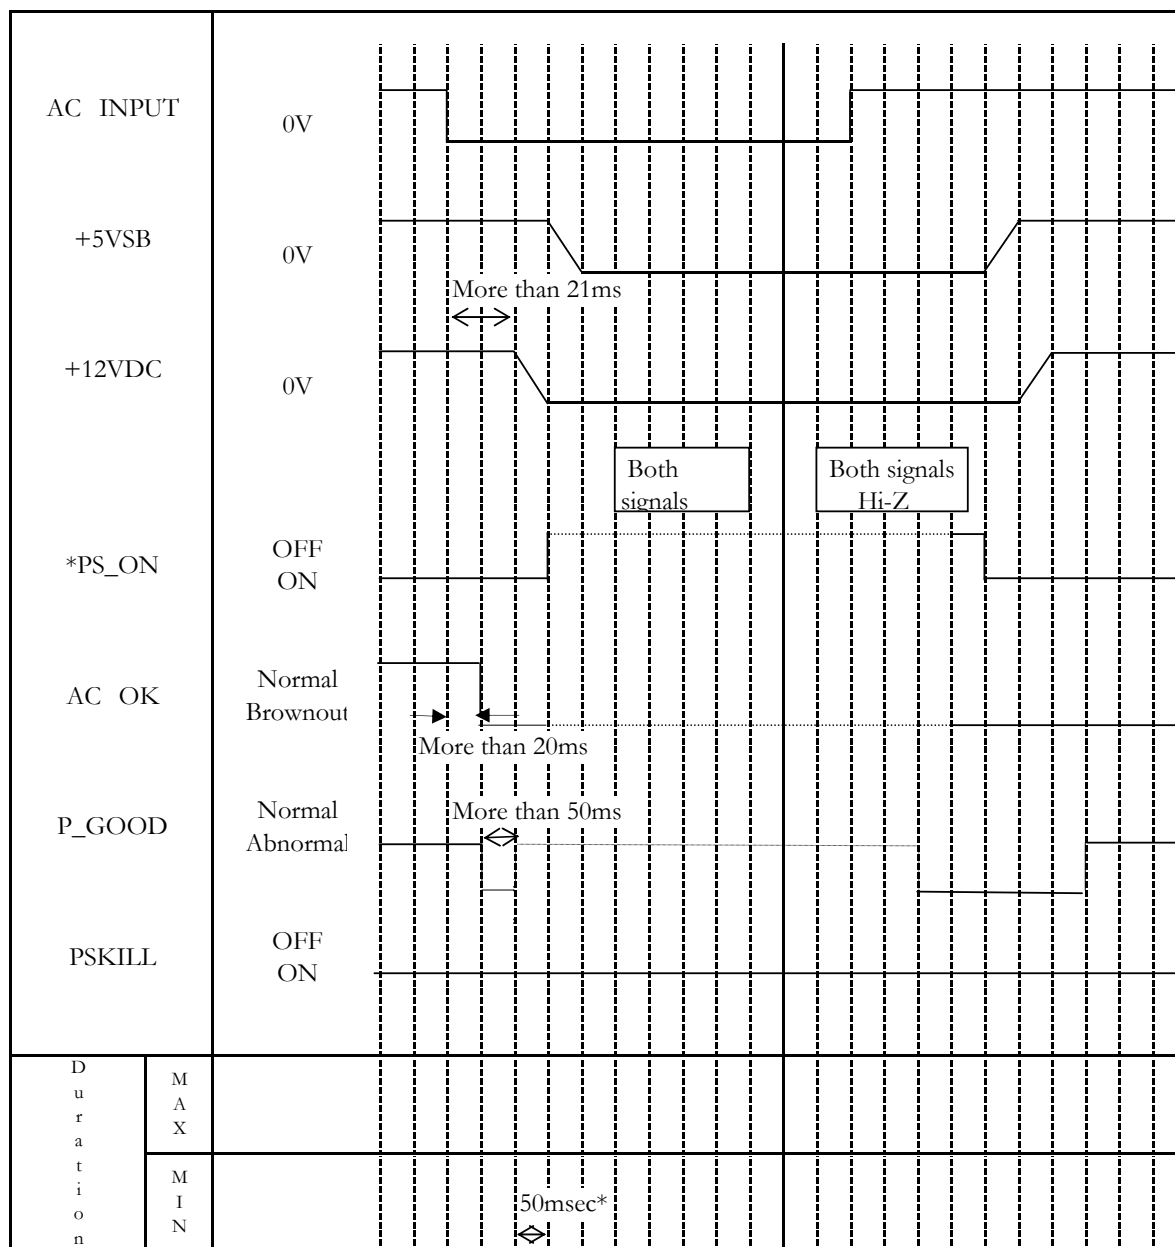 AC INPUT
0V
+5VSB
0V
More than 21ms
+12VDC
0V
Both
signals
Both signals
Hi-Z
*PS_ON
OFF
ON
AC OK
Normal
Brownout
More than 20ms
P_GOOD
Normal
Abnormal
More than 50ms
PSKILL
OFF
ON
Duration
MAX
MIN
50msec*